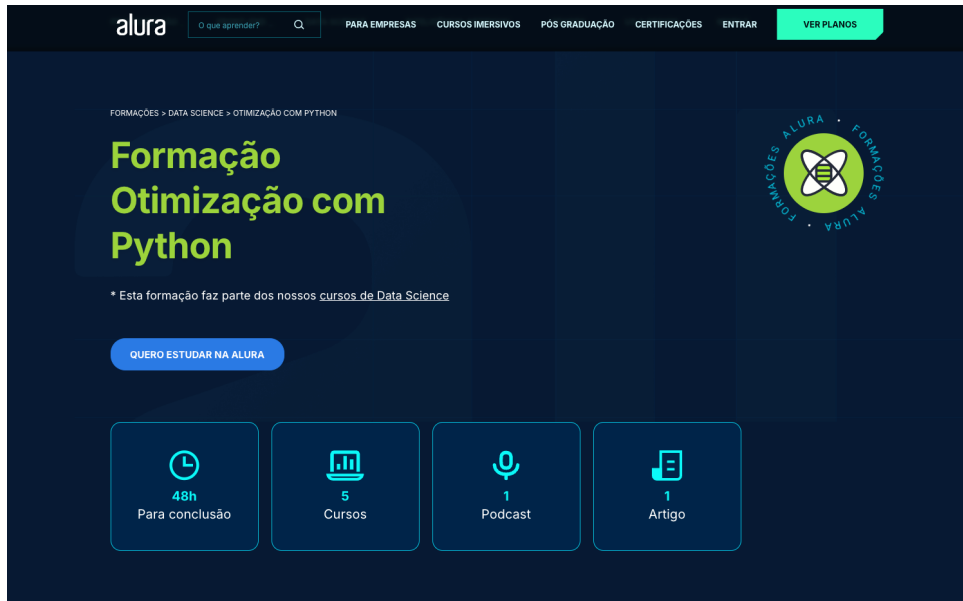 alura
O que aprender?
PARA EMPRESAS
CURSOS IMERSIVOS
PÓS GRADUAÇÃO
CERTIFICAÇÕES
ENTRAR
VER PLANOS
FORMAÇÕES > DATA SCIENCE > OTIMIZAÇÃO COM PYTHON
Formação
Otimização com
Python
FORMAÇÕES ALURA • FORMAÇÕES ALURA •
* Esta formação faz parte dos nossos cursos de Data Science
QUERO ESTUDAR NA ALURA
48h
Para conclusão
5
Cursos
1
Podcast
1
Artigo